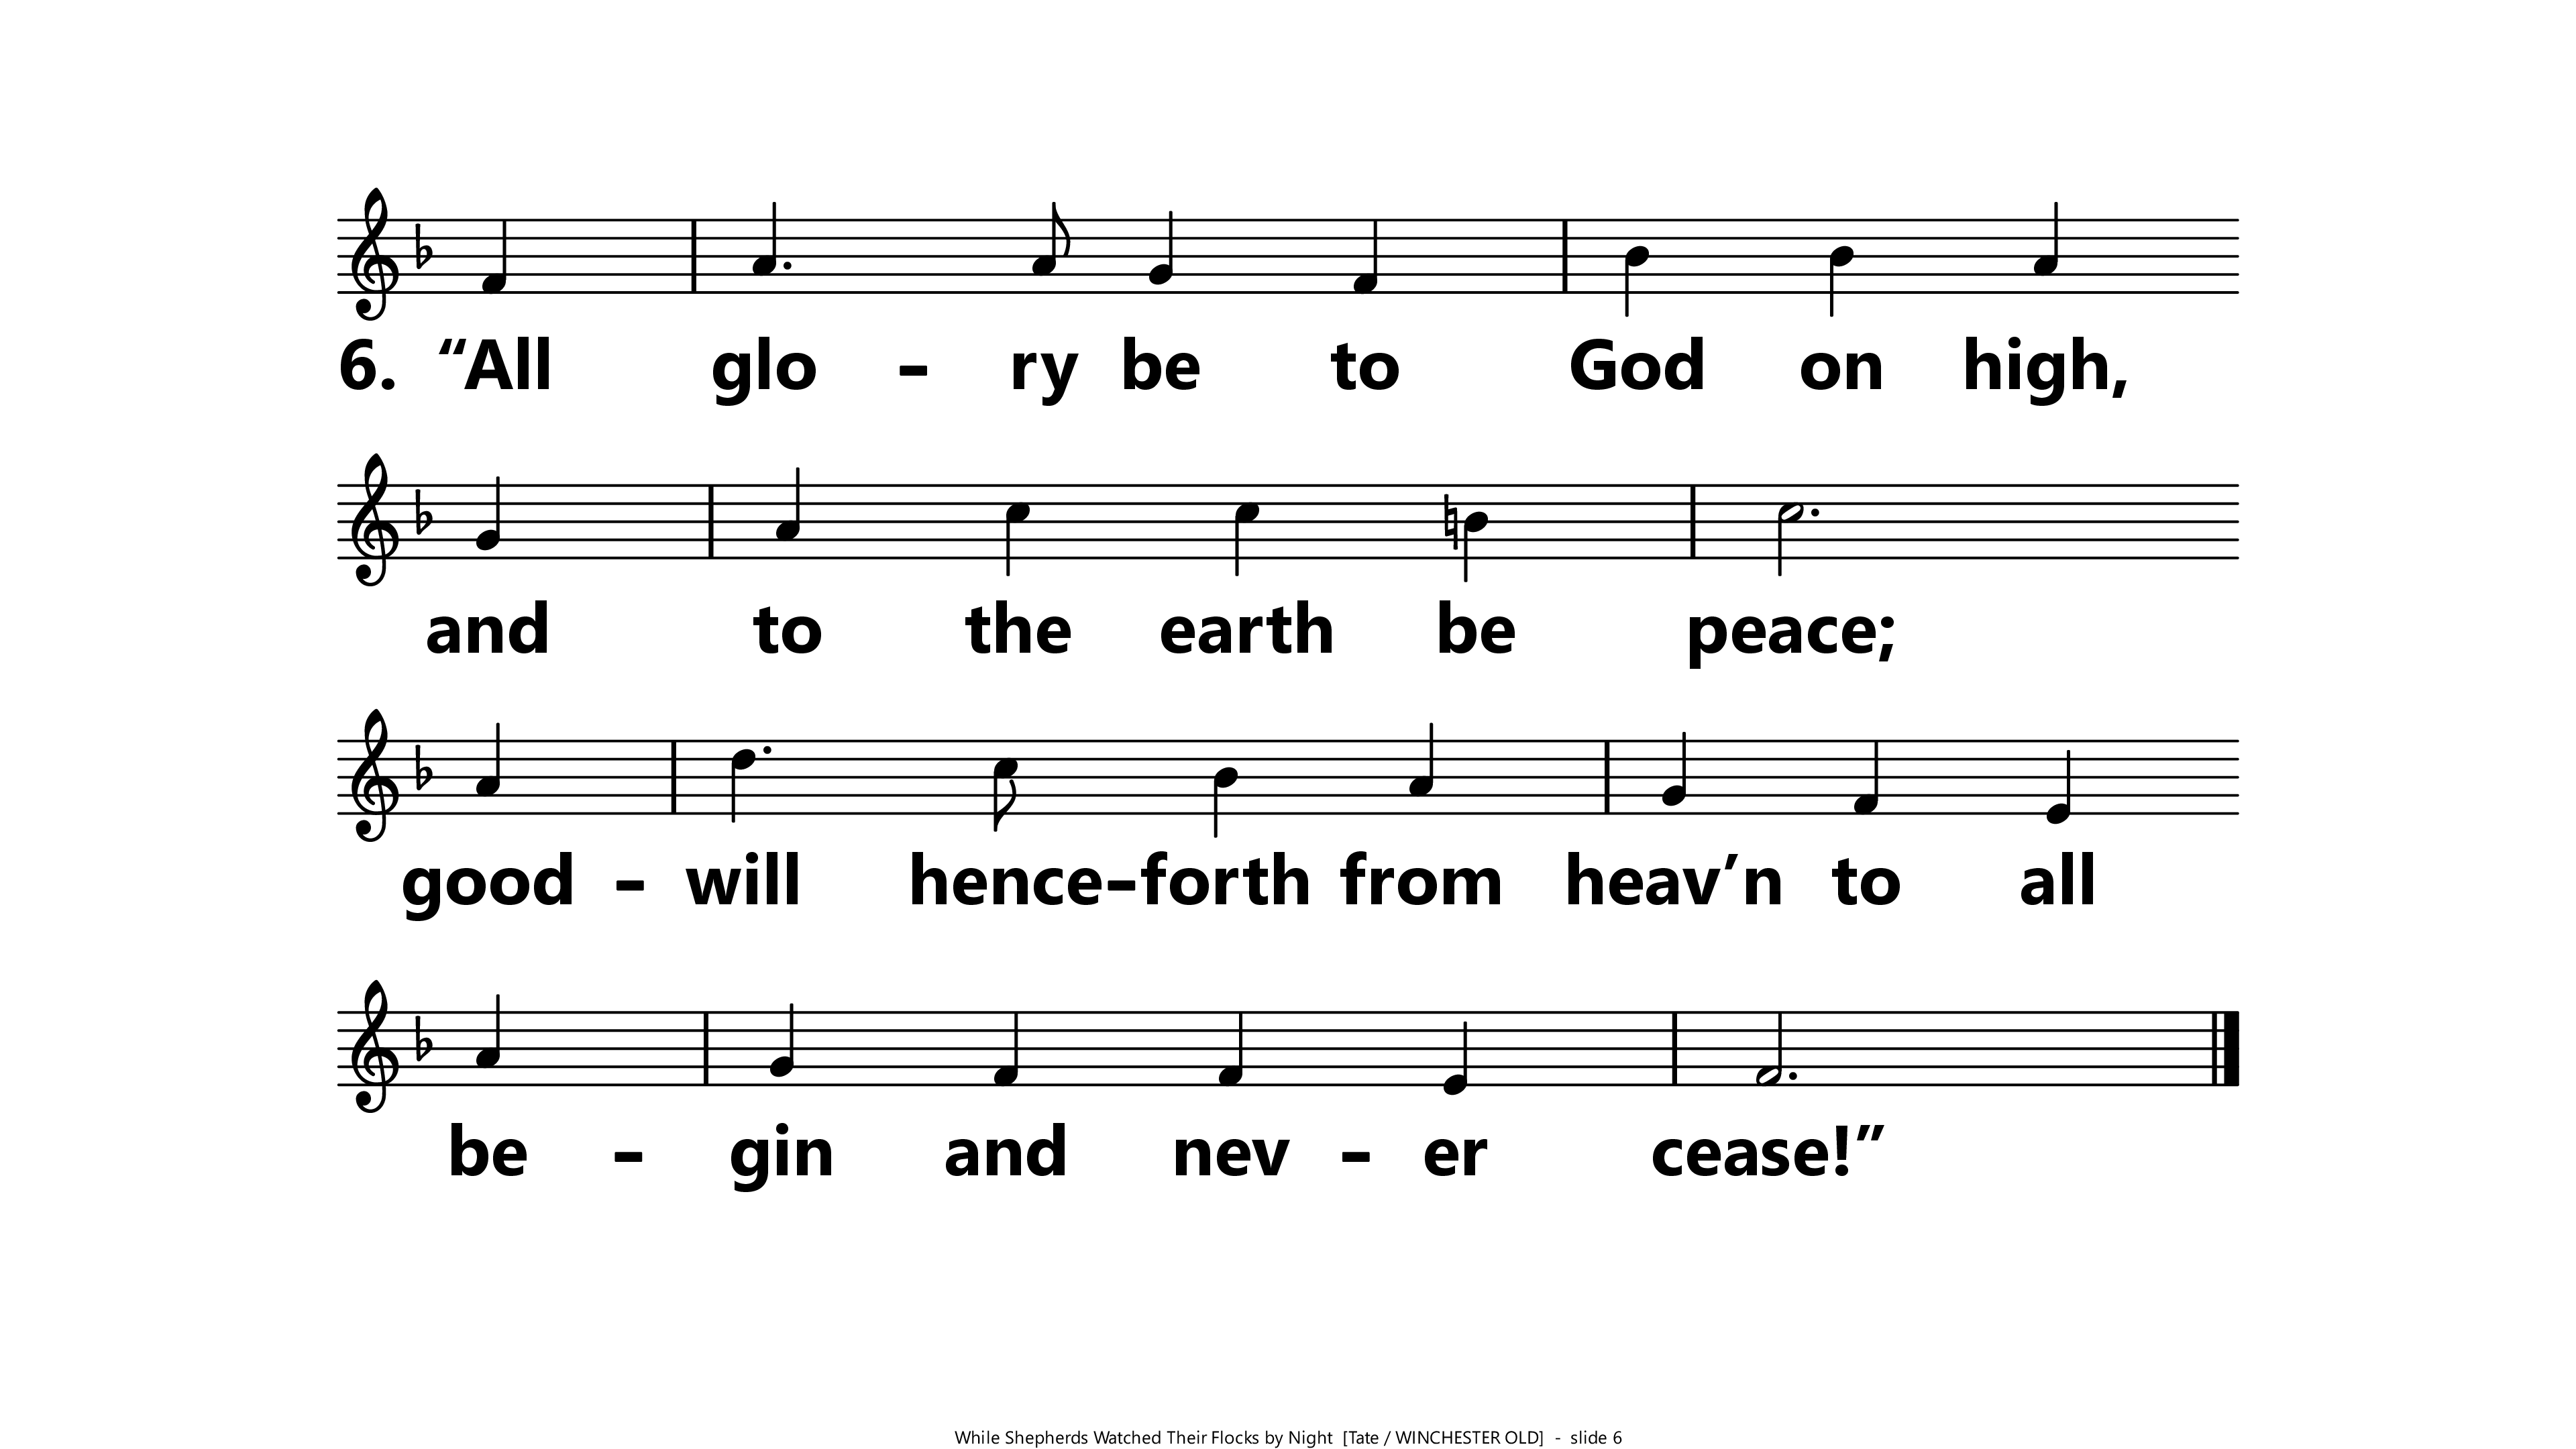 6. “All glo - ry be to God on high,
and to the earth be peace;
good - will hence-forth from heav’n to all
be - gin and nev - er cease!”
While Shepherds Watched Their Flocks by Night [Tate / WINCHESTER OLD] - slide 6